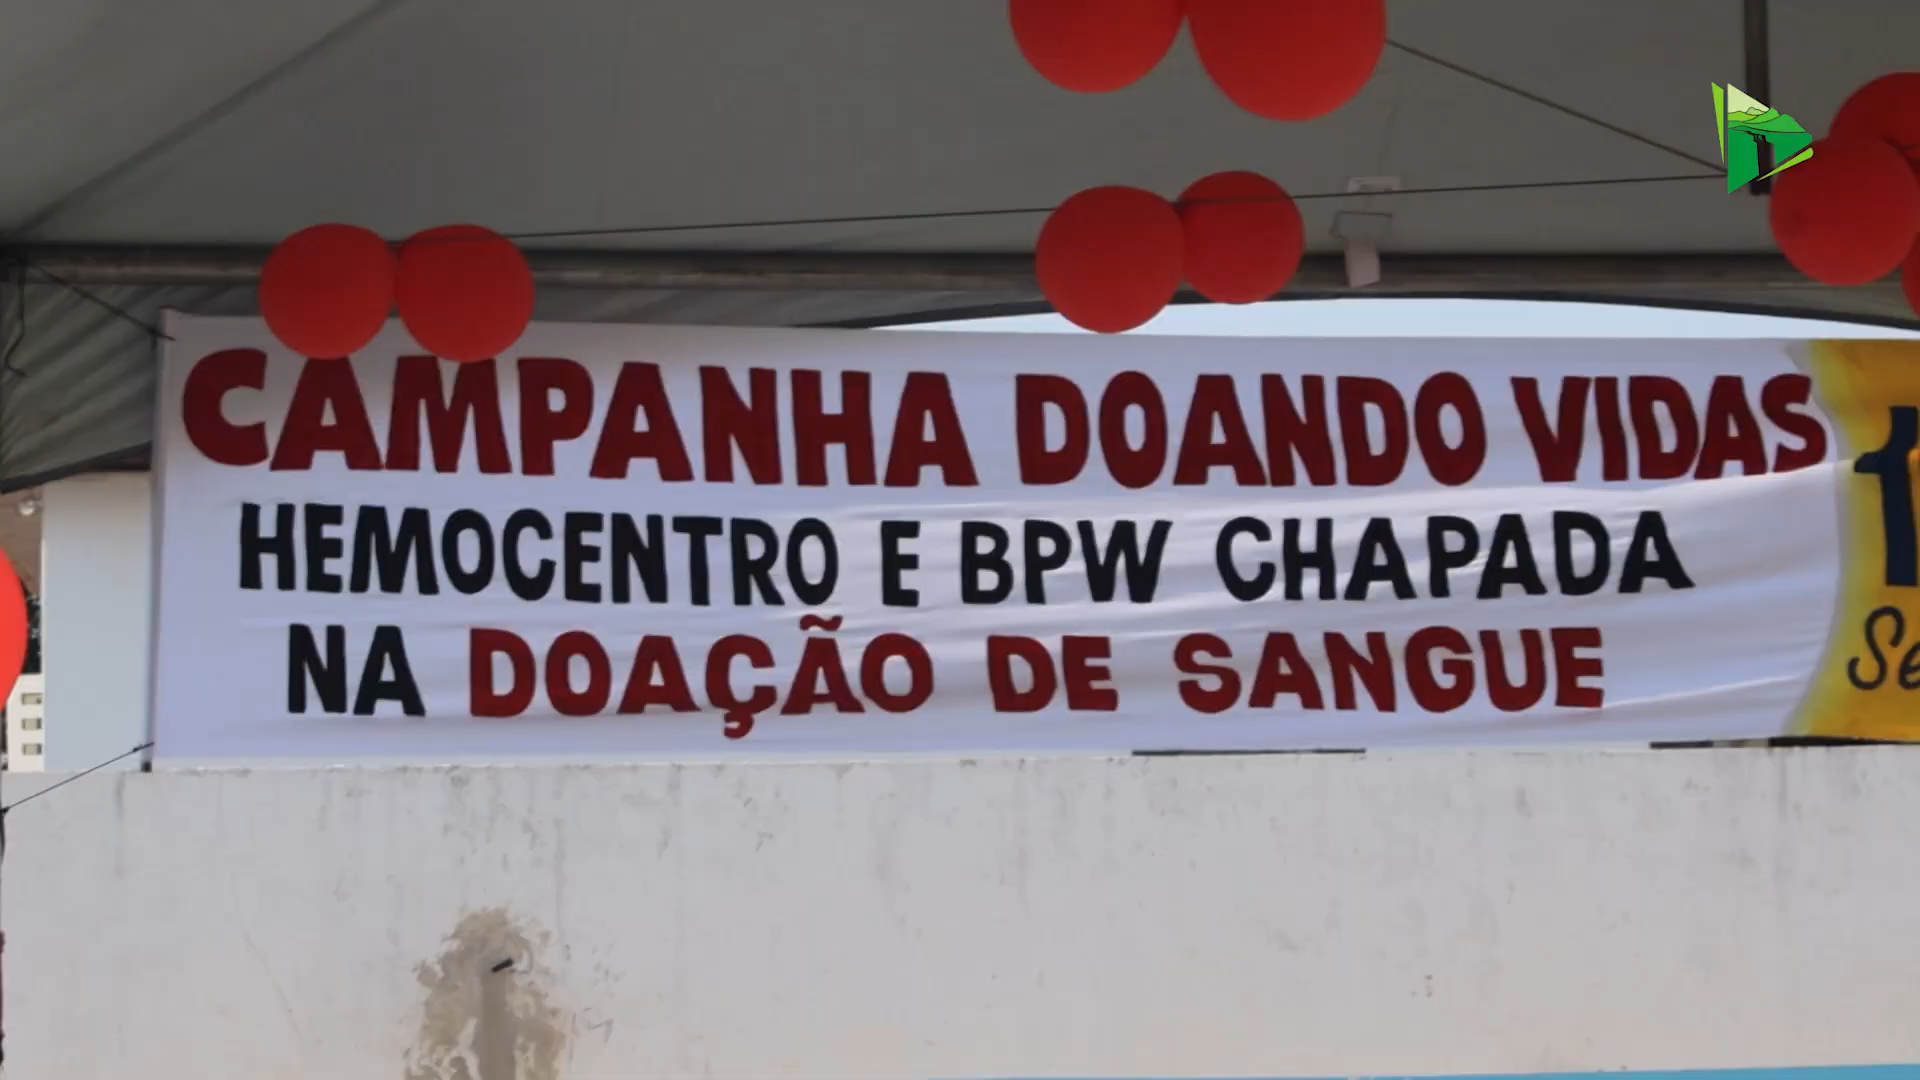 CAMPANHA DOANDO VIDAS
HEMOCENTRO E BPW CHAPADA
NA DOAÇÃO DE SANGUE